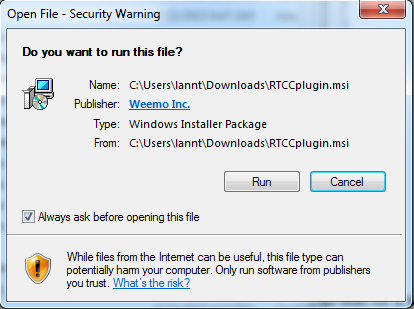 Open File - Security Warning
Do you want to run this file?
Name: C:\Users\lannt\Downloads\RTCCplugin.msi
Publisher: Weemo Inc.
Type: Windows Installer Package
From: C:\Users\lannt\Downloads\RTCCplugin.msi
Run Cancel
Always ask before opening this file
While files from the Internet can be useful, this file type can
potentially harm your computer. Only run software from publishers
you trust. What's the risk?